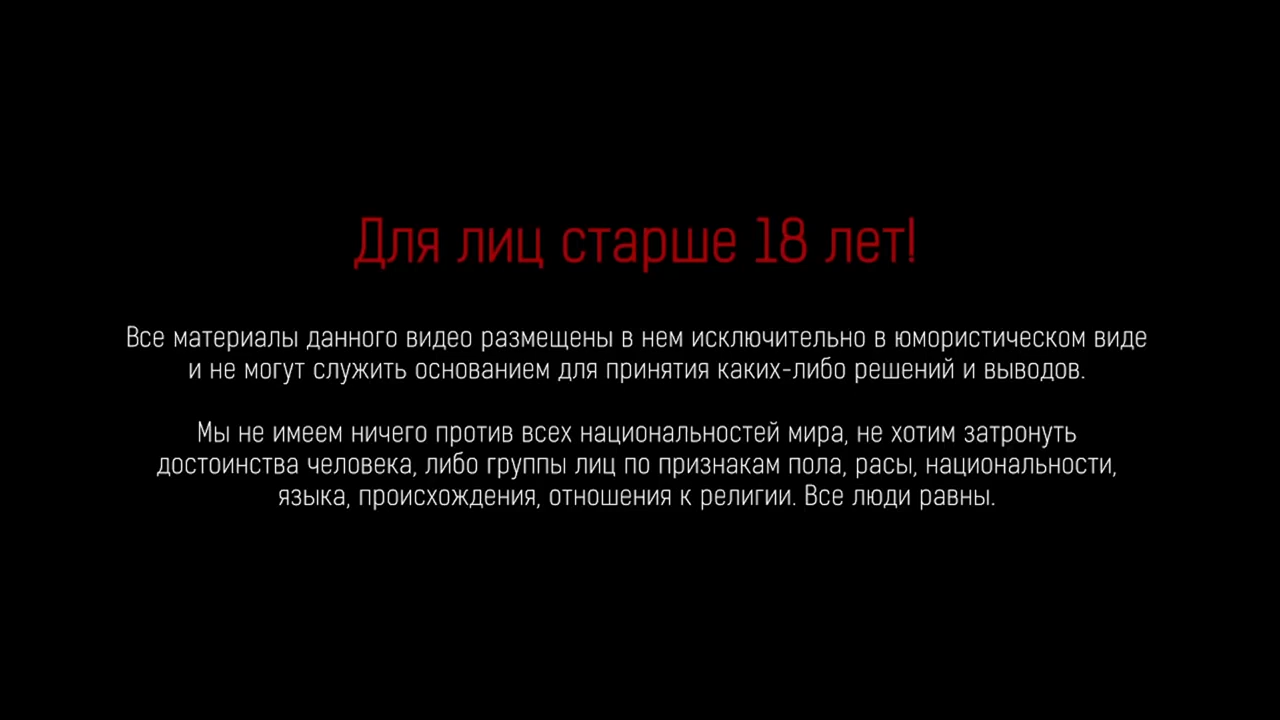 Для лиц старше 18 лет!
Все материалы данного видео размещены в нем исключительно в юмористическом виде
и не могут служить основанием для принятия каких-либо решений и выводов.
Мы не имеем ничего против всех национальностей мира, не хотим затронуть
достоинства человека, либо группы лиц по признакам пола, расы, национальности,
языка, происхождения, отношения к религии. Все люди равны.